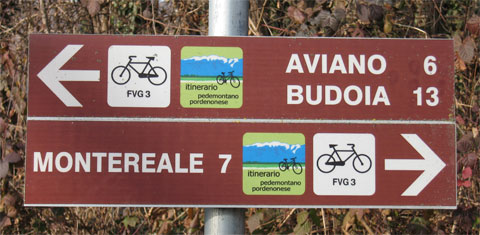 FVG 3
itinerario
pedemontano
pordenonese
AVIANO 6
BUDOIA 13
MONTEREALE 7
itinerario
pedemontano
pordenonese
FVG 3